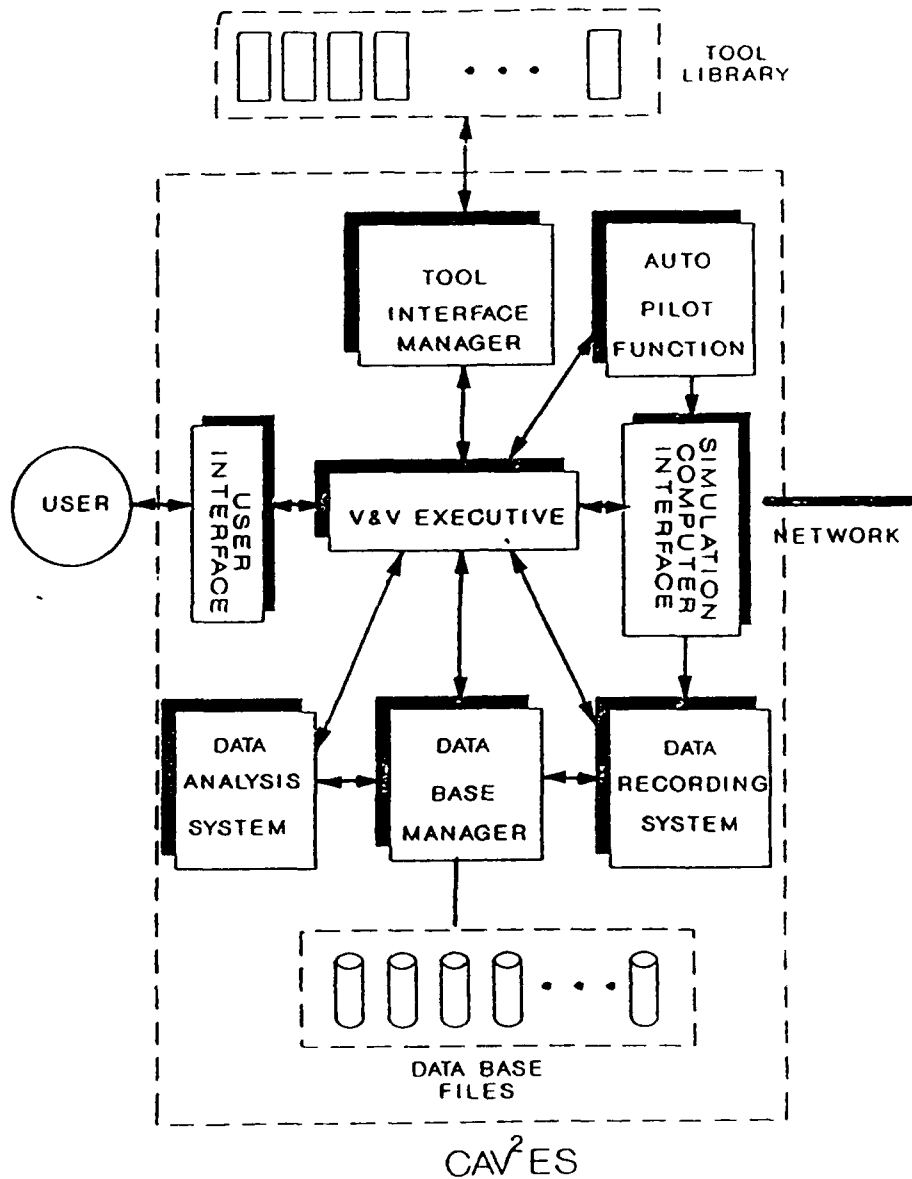 TOOL
LIBRARY
TOOL
INTERFACE
MANAGER
AUTO
PILOT
FUNCTION
USER
USER
INTERFACE
V&V EXECUTIVE
SIMULATION
COMPUTER
INTERFACE
NETWORK
DATA
ANALYSIS
SYSTEM
DATA
BASE
MANAGER
DATA
RECORDING
SYSTEM
DATA BASE
FILES
CAV²ES